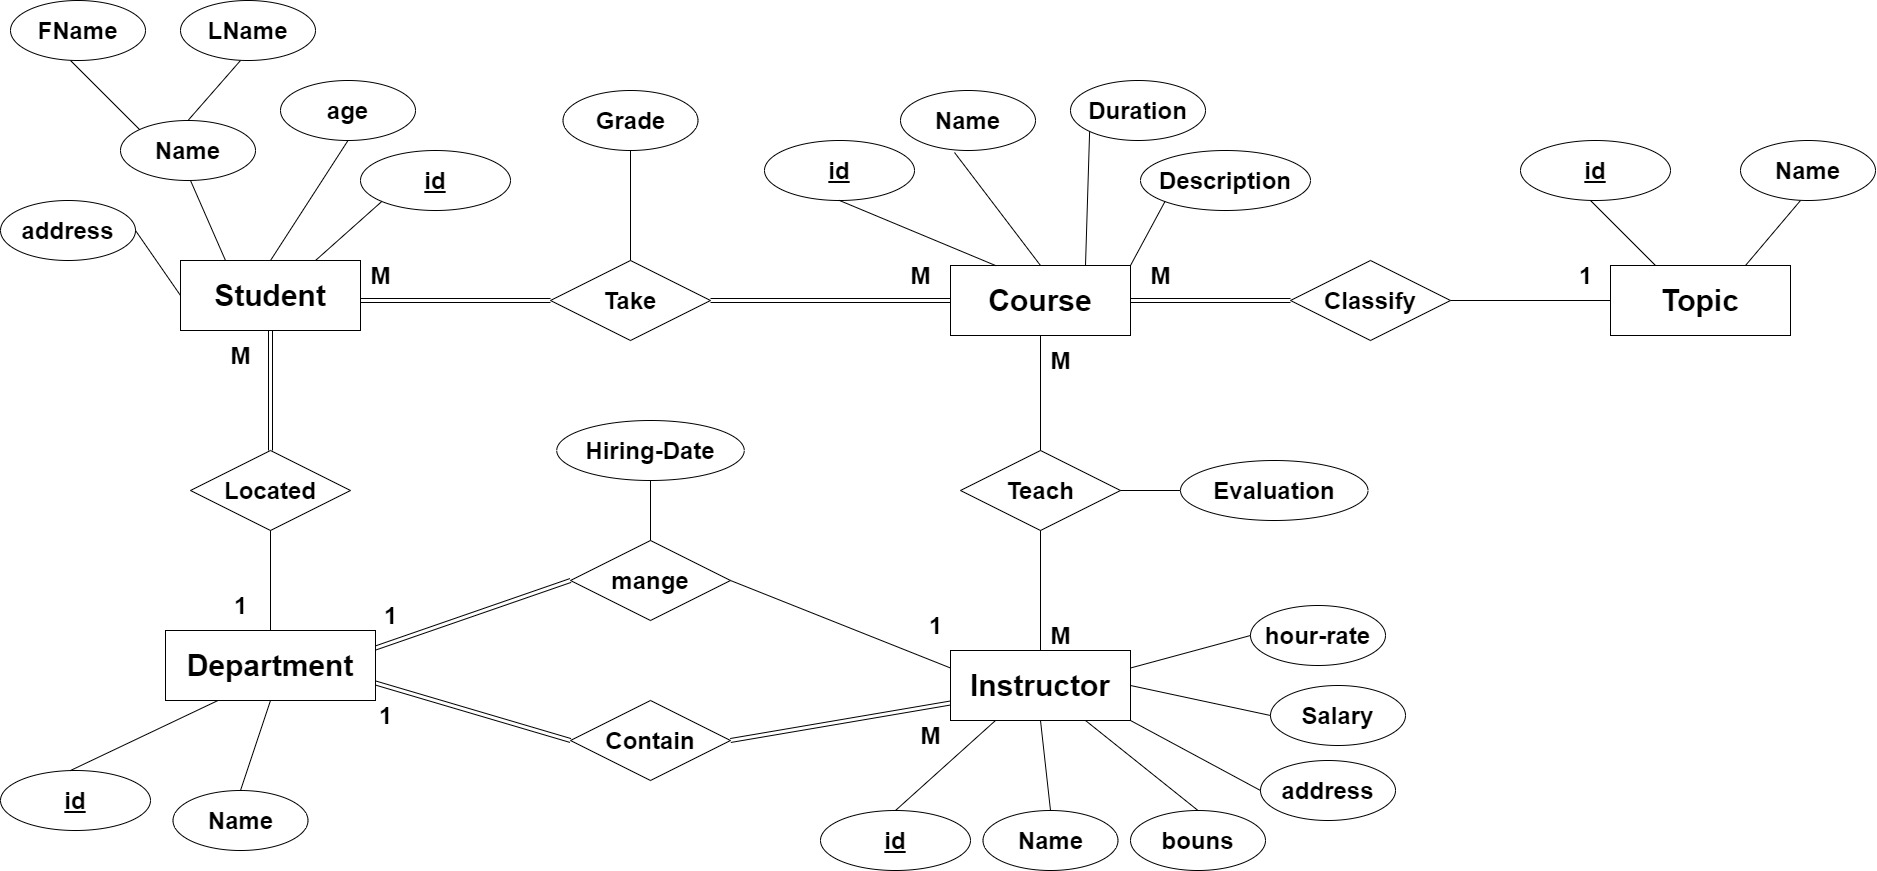 FName
LName
age
Name
id
address
Student
M
Grade
Take
M
id
Name
Duration
Description
Course
M
Classify
1
id
Name
Topic
M
Located
1
M
Teach
Evaluation
M
Hiring-Date
mange
1
1
Department
1
Contain
M
id
Name
Instructor
hour-rate
Salary
address
id
Name
bouns